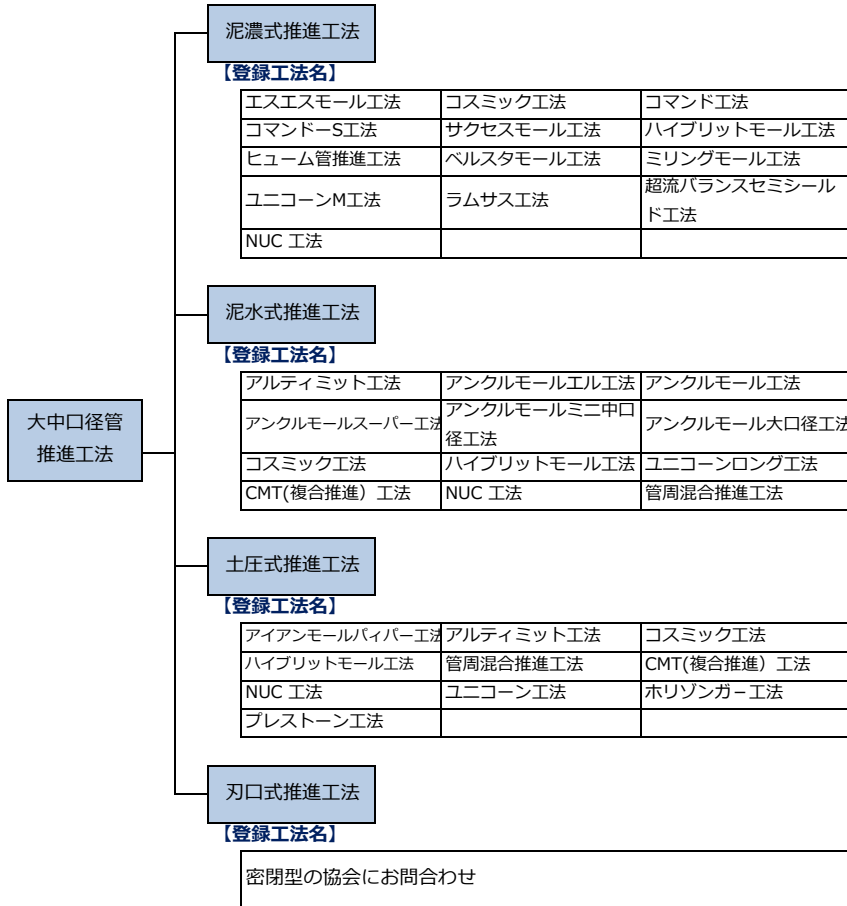 泥濃式推進工法
【登録工法名】
エスエスモール工法 コスミック工法 コマンド工法
コマンドーS工法 サクセスモール工法 ハイブリットモール工法
ヒューム管推進工法 ベルスタモール工法 ミリングモール工法
ユニコーンM工法 ラムサス工法 超流バランスセミシール
ド工法
NUC 工法
泥水式推進工法
【登録工法名】
アルティミット工法 アンクルモールエル工法 アンクルモール工法
アンクルモールスーパー工法 アンクルモールミニ中口
径工法 アンクルモール大口径工法
コスミック工法 ハイブリットモール工法 ユニコーンロング工法
CMT(複合推進）工法 NUC 工法 管周混合推進工法
大中口径管
推進工法
土圧式推進工法
【登録工法名】
アイアンモールパイパー工法 アルティミット工法 コスミック工法
ハイブリットモール工法 管周混合推進工法 CMT(複合推進）工法
NUC 工法 ユニコーン工法 ホリゾンガ－工法
プレストーン工法
刃口式推進工法
【登録工法名】
密閉型の協会にお問合わせ